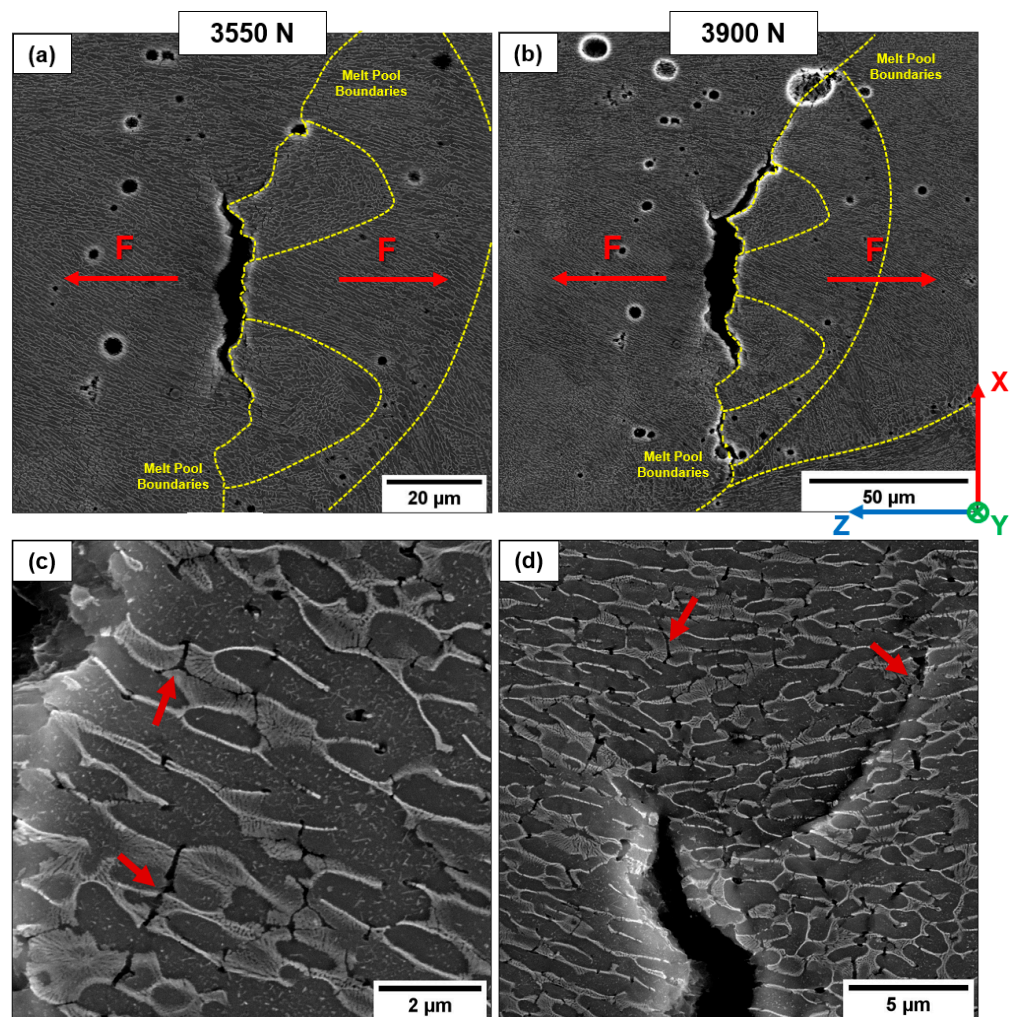 3550 N
3900 N
(a)
Melt Pool
Boundaries
F
F
Melt Pool
Boundaries
20 µm
(b)
Melt Pool
Boundaries
F
F
Melt Pool
Boundaries
50 µm
X
Z
Y
(c)
2 µm
(d)
5 µm